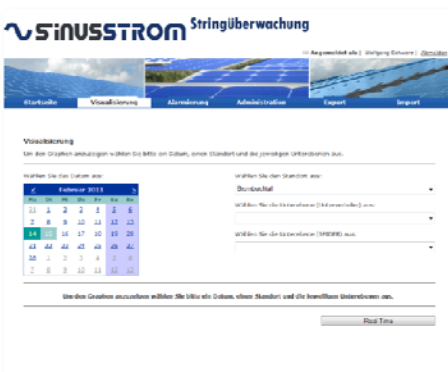 SINUSSTROM Stringüberwachung
Angemeldet als | Wolfgang | Abmelden
Startseite Visualisierung Alarmierung Administration Export Import
Visualisierung
Um den Graphen anzuzeigen wählen Sie bitte ein Datum, einen Standort und die jeweiligen Unterebenen aus.
Wählen Sie das Datum aus:
Wählen Sie den Standort aus:
< Februar 2011 >
Brombachtal
Mo Di Mi Do Fr Sa So
31 1 2 3 4 5 6
Wählen Sie die Unterebene (Unterverteiler) aus:
7 8 9 10 11 12 13
14 15 16 17 18 19 20
Wählen Sie die Unterebene aus:
21 22 23 24 25 26 27
28 1 2 3 4 5 6
7 8 9 10 11 12 13
Um den Graphen anzuzeigen wählen Sie bitte ein Datum, einen Standort und die jeweiligen Unterebenen aus.
Real Time